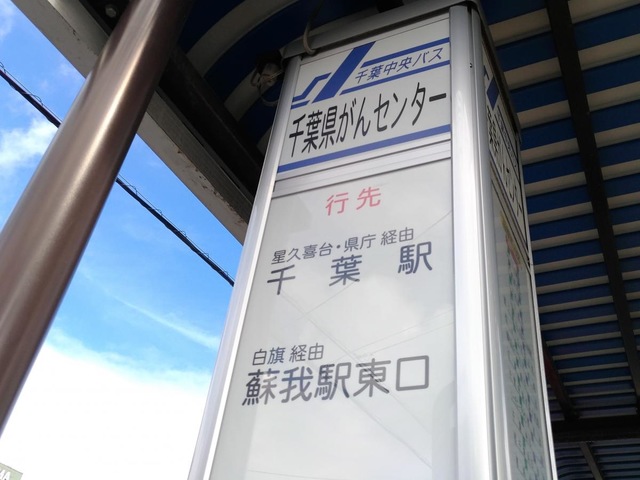 千葉中央バス
千葉県がんセンター
行先
星久喜台・県庁 経由
千葉駅
白旗 経由
蘇我駅東口